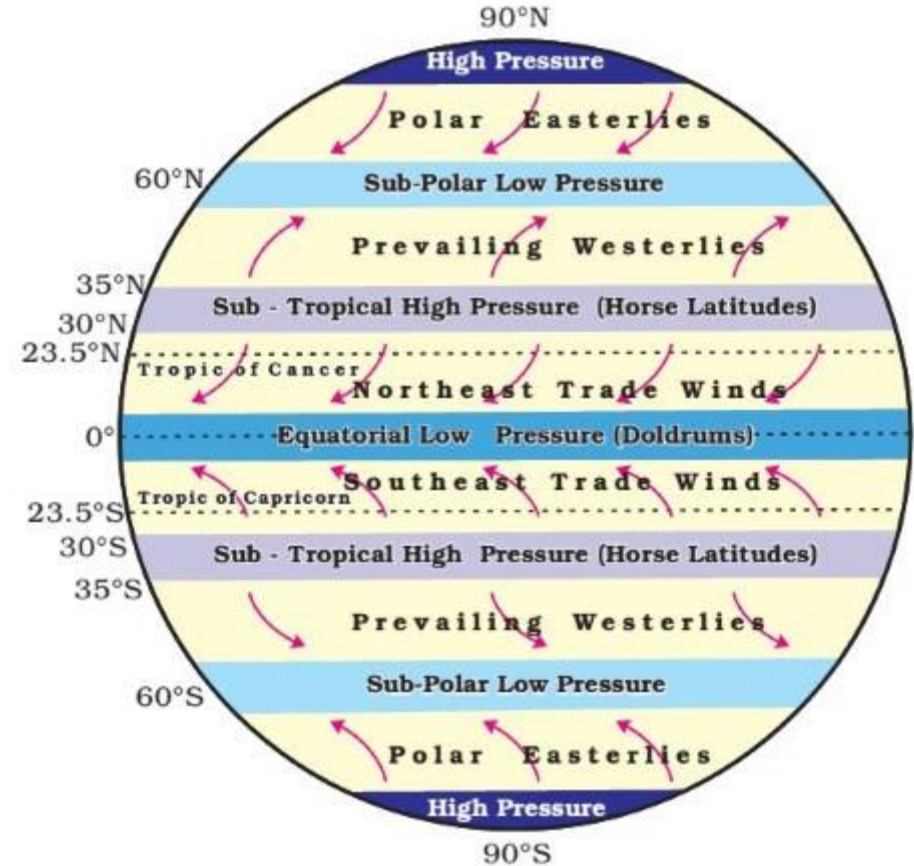 90°N
High Pressure
Polar Easterlies
60°N
Sub-Polar Low Pressure
Prevailing Westerlies
35°N
Sub - Tropical High Pressure (Horse Latitudes)
30°N
23.5°N
Tropic of Cancer
Northeast Trade Winds
0°
Equatorial Low Pressure (Doldrums)
Southeast Trade Winds
Tropic of Capricorn
23.5°S
30°S
Sub - Tropical High Pressure (Horse Latitudes)
35°S
Prevailing Westerlies
60°S
Sub-Polar Low Pressure
Polar Easterlies
High Pressure
90°S